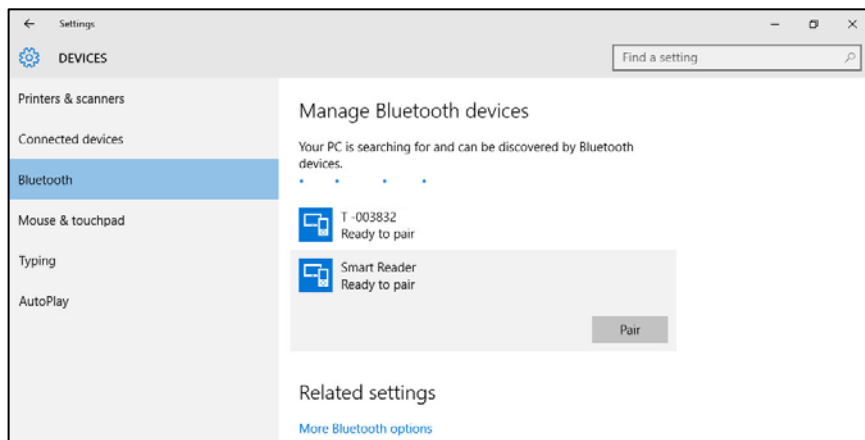 Settings
DEVICES
Find a setting
Printers & scanners
Connected devices
Bluetooth
Mouse & touchpad
Typing
AutoPlay
Manage Bluetooth devices
Your PC is searching for and can be discovered by Bluetooth
devices.
T -003832
Ready to pair
Smart Reader
Ready to pair
Pair
Related settings
More Bluetooth options